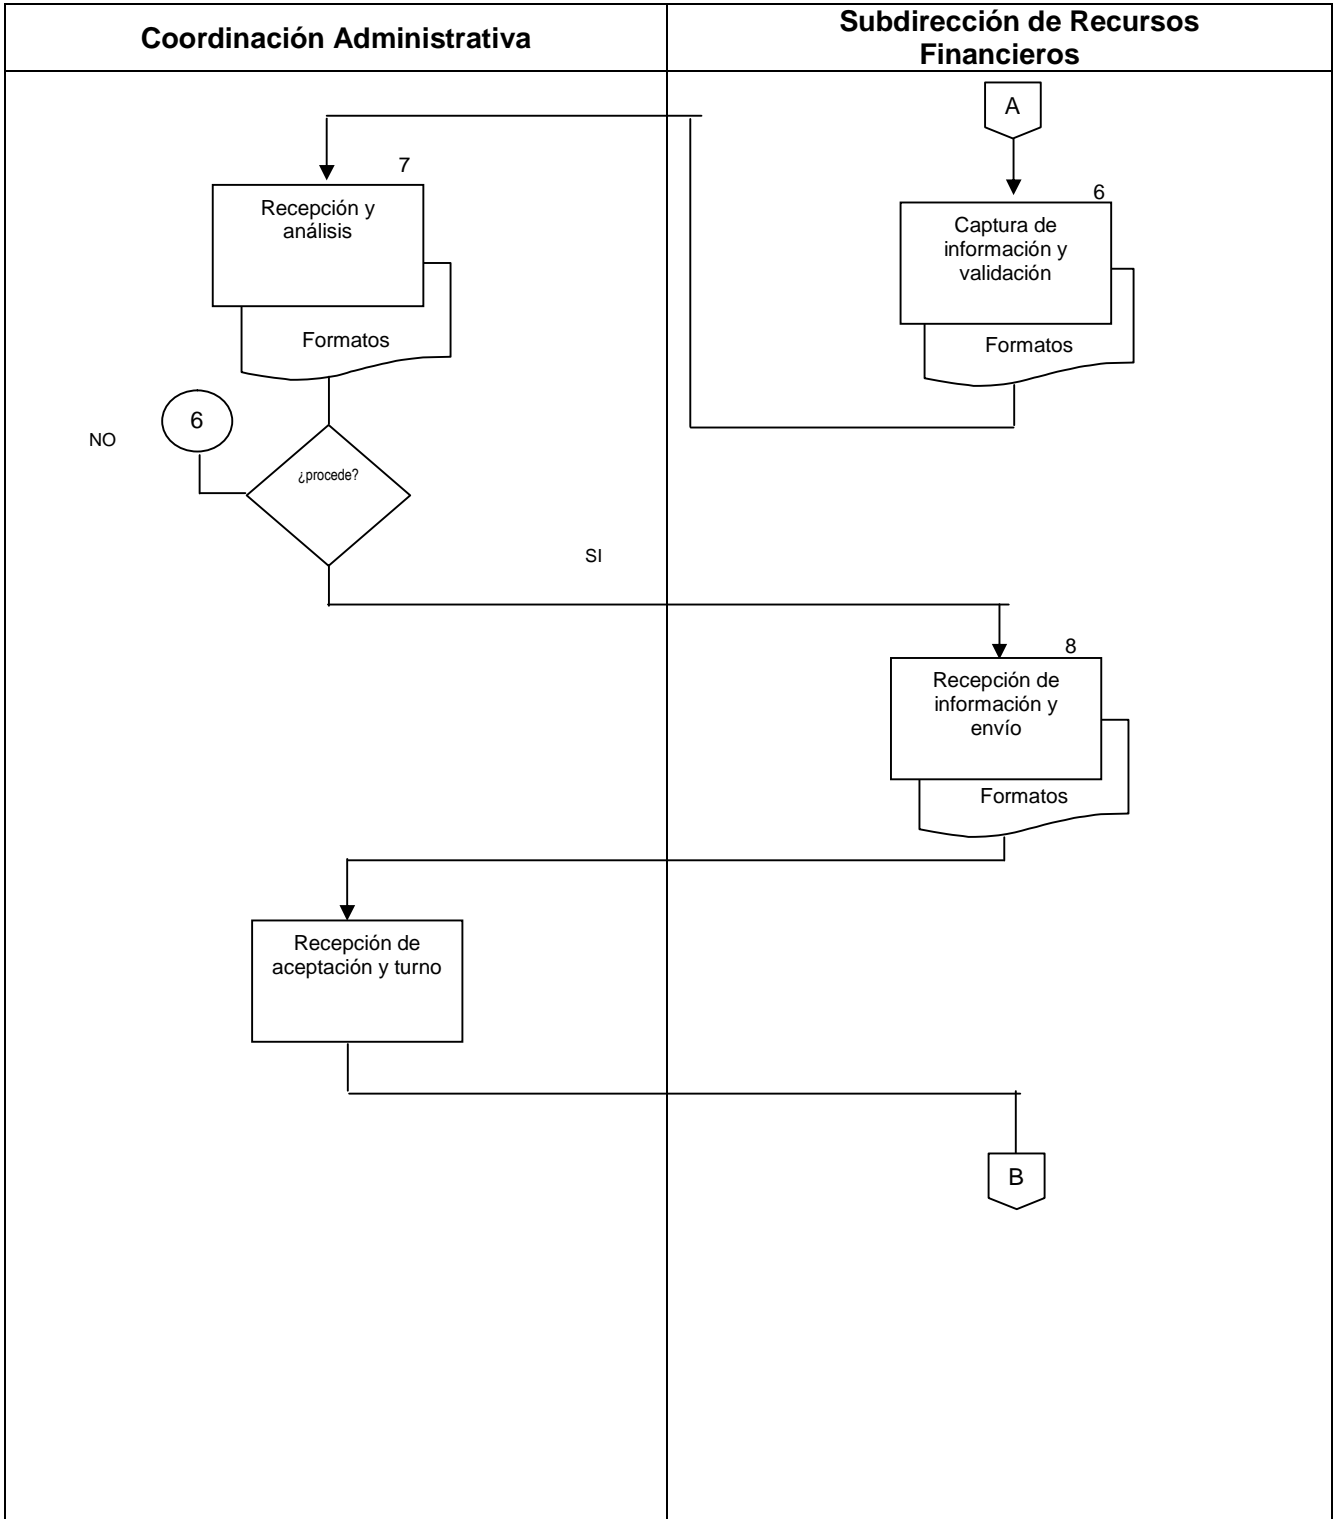 Coordinación Administrativa
Subdirección de Recursos
Financieros
A
6
Captura de
información y
validación
Formatos
7
Recepción y
análisis
Formatos
6
NO
¿procede?
SI
8
Recepción de
información y
envío
Formatos
Recepción de
aceptación y turno
B